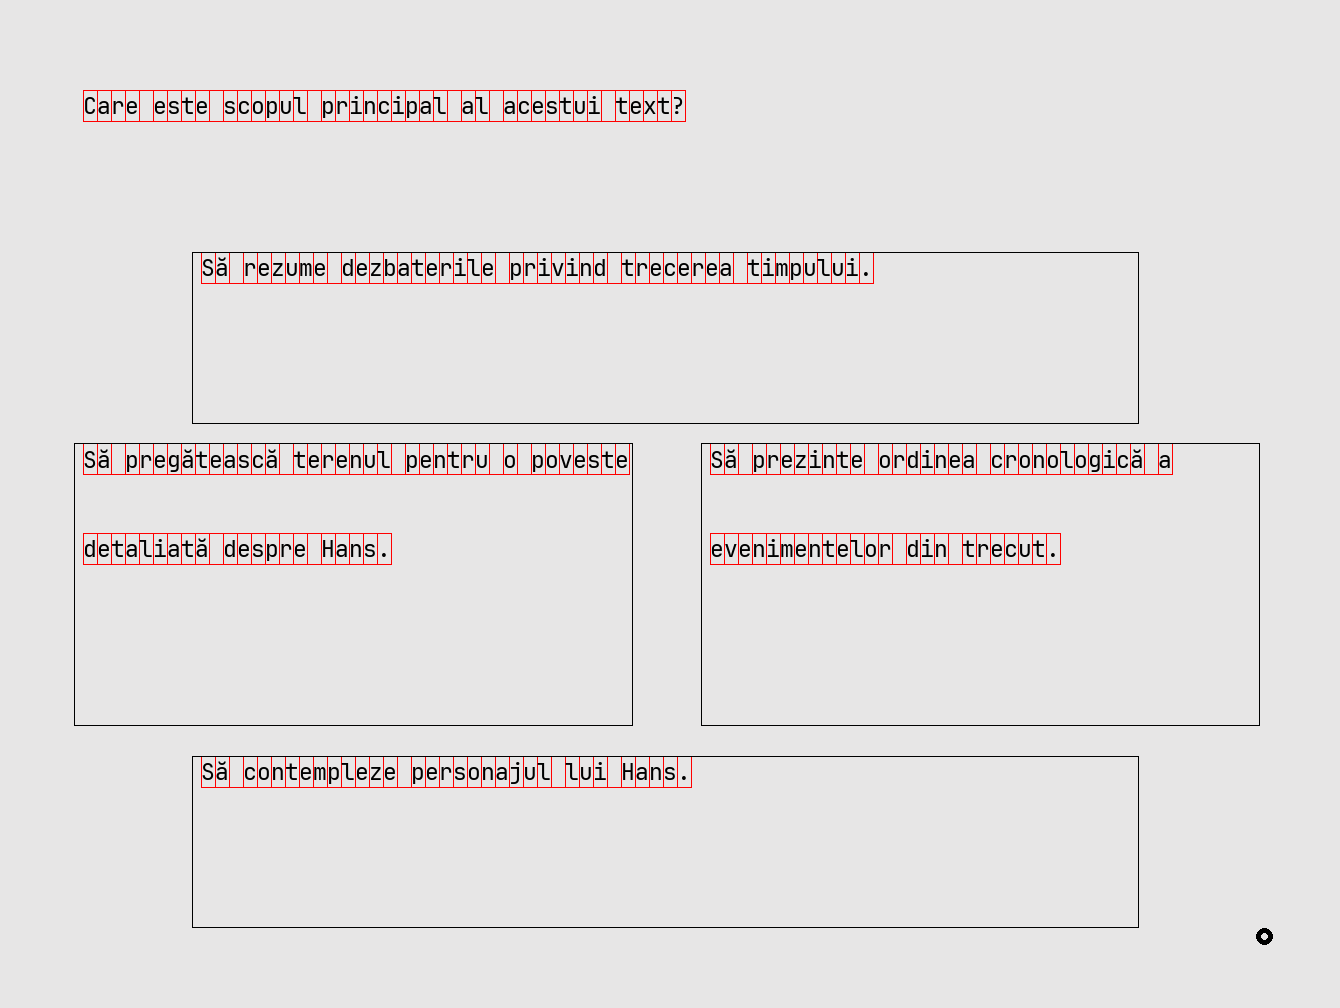 Care este scopul principal al acestui text?
Să rezume dezbaterile privind trecerea timpului.
Să pregătească terenul pentru o poveste
detaliată despre Hans.
Să prezinte ordinea cronologică a
evenimentelor din trecut.
Să contempleze personajul lui Hans.